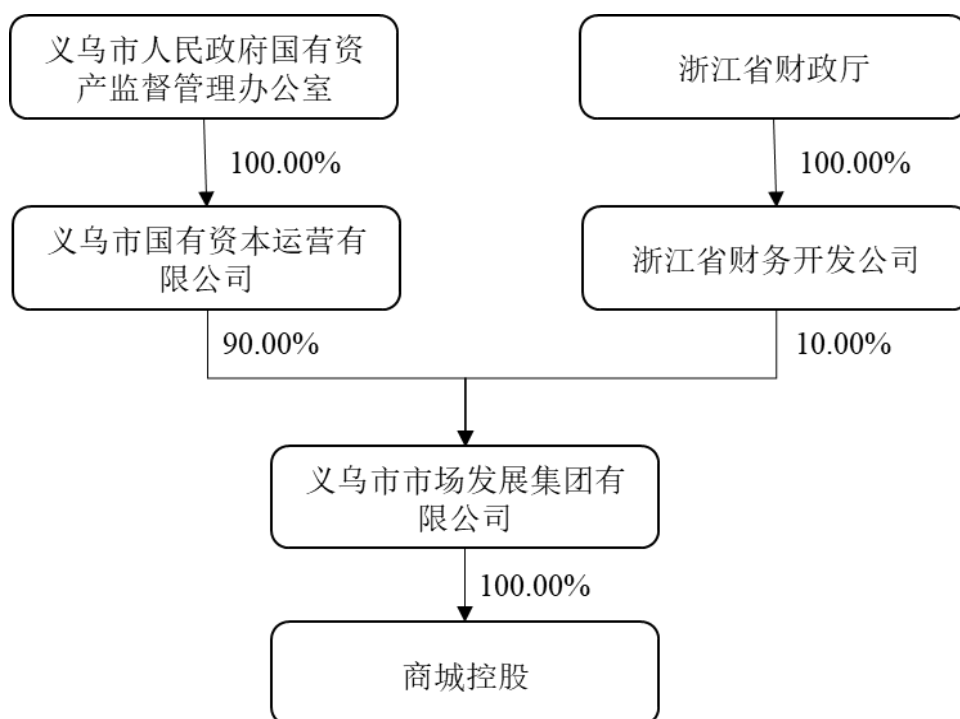 义乌市人民政府国有资
产监督管理办公室
浙江省财政厅
100.00%
100.00%
义乌市国有资本运营有
限公司
浙江省财务开发公司
90.00%
10.00%
义乌市市场发展集团有
限公司
100.00%
商城控股